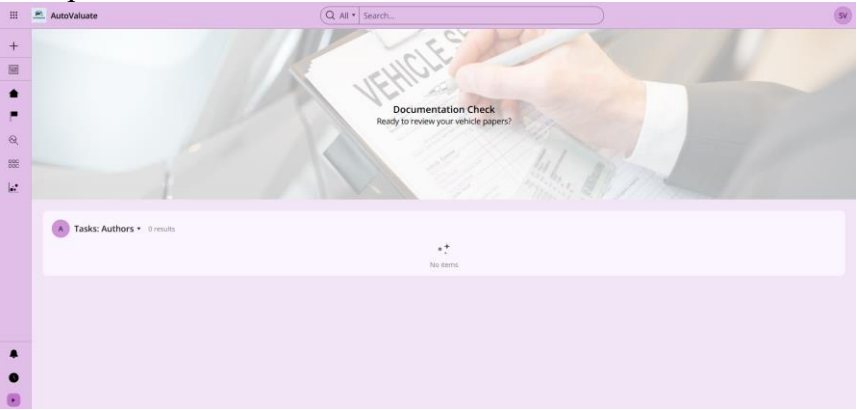 AutoValuate
All
Search...
SV
VEHICLE S
Documentation Check
Ready to review your vehicle papers?
A
Tasks: Authors
0 results
No items